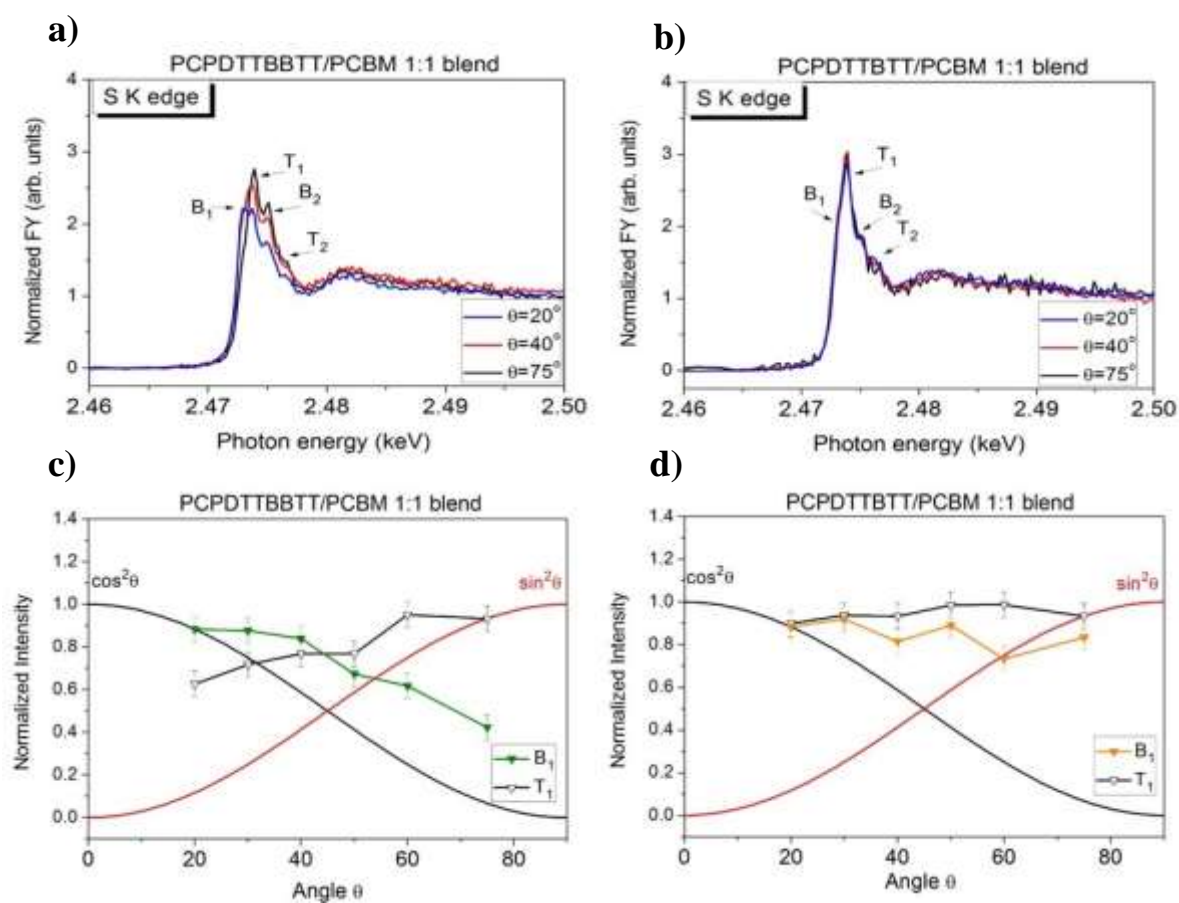 a)
PCPDTTBBTT/PCBM 1:1 blend
S K edge
Normalized FY (arb. units)
4
3
2
1
0
T1
B1
B2
T2
θ=20°
θ=40°
θ=75°
2.46 2.47 2.48 2.49 2.50
Photon energy (keV)
b)
PCPDTTBTT/PCBM 1:1 blend
S K edge
Normalized FY (arb. units)
4
3
2
1
0
T1
B1
B2
T2
θ=20°
θ=40°
θ=75°
2.46 2.47 2.48 2.49 2.50
Photon energy (keV)
c)
PCPDTTBBTT/PCBM 1:1 blend
Normalized Intensity
1.4
1.2
1.0
0.8
0.6
0.4
0.2
0.0
cos²θ
sin²θ
B1
T1
0 20 40 60 80
Angle θ
d)
PCPDTTBTT/PCBM 1:1 blend
Normalized Intensity
1.4
1.2
1.0
0.8
0.6
0.4
0.2
0.0
cos²θ
sin²θ
B1
T1
0 20 40 60 80
Angle θ